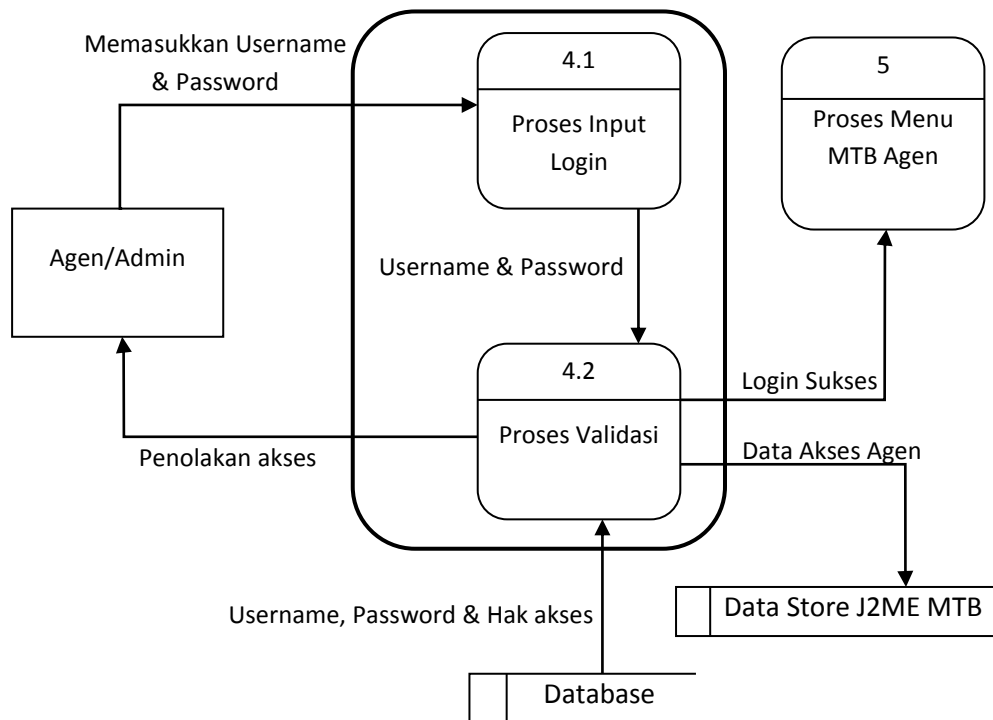 Memasukkan Username
& Password
4.1
Proses Input
Login
5
Proses Menu
MTB Agen
Agen/Admin
Username & Password
4.2
Proses Validasi
Login Sukses
Penolakan akses
Data Akses Agen
Username, Password & Hak akses
Data Store J2ME MTB
Database